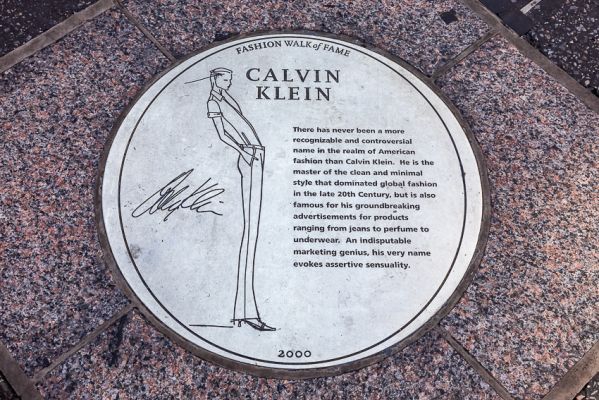 FASHION WALK of FAME
CALVIN
KLEIN
There has never been a more
recognizable and controversial
name in the realm of American
fashion than Calvin Klein. He is the
master of the clean and minimal
style that dominated global fashion
in the late 20th Century, but is also
famous for his groundbreaking
advertisements for products
ranging from jeans to perfume to
underwear. An indisputable
marketing genius, his very name
evokes assertive sensuality.
Calvin Klein
2000